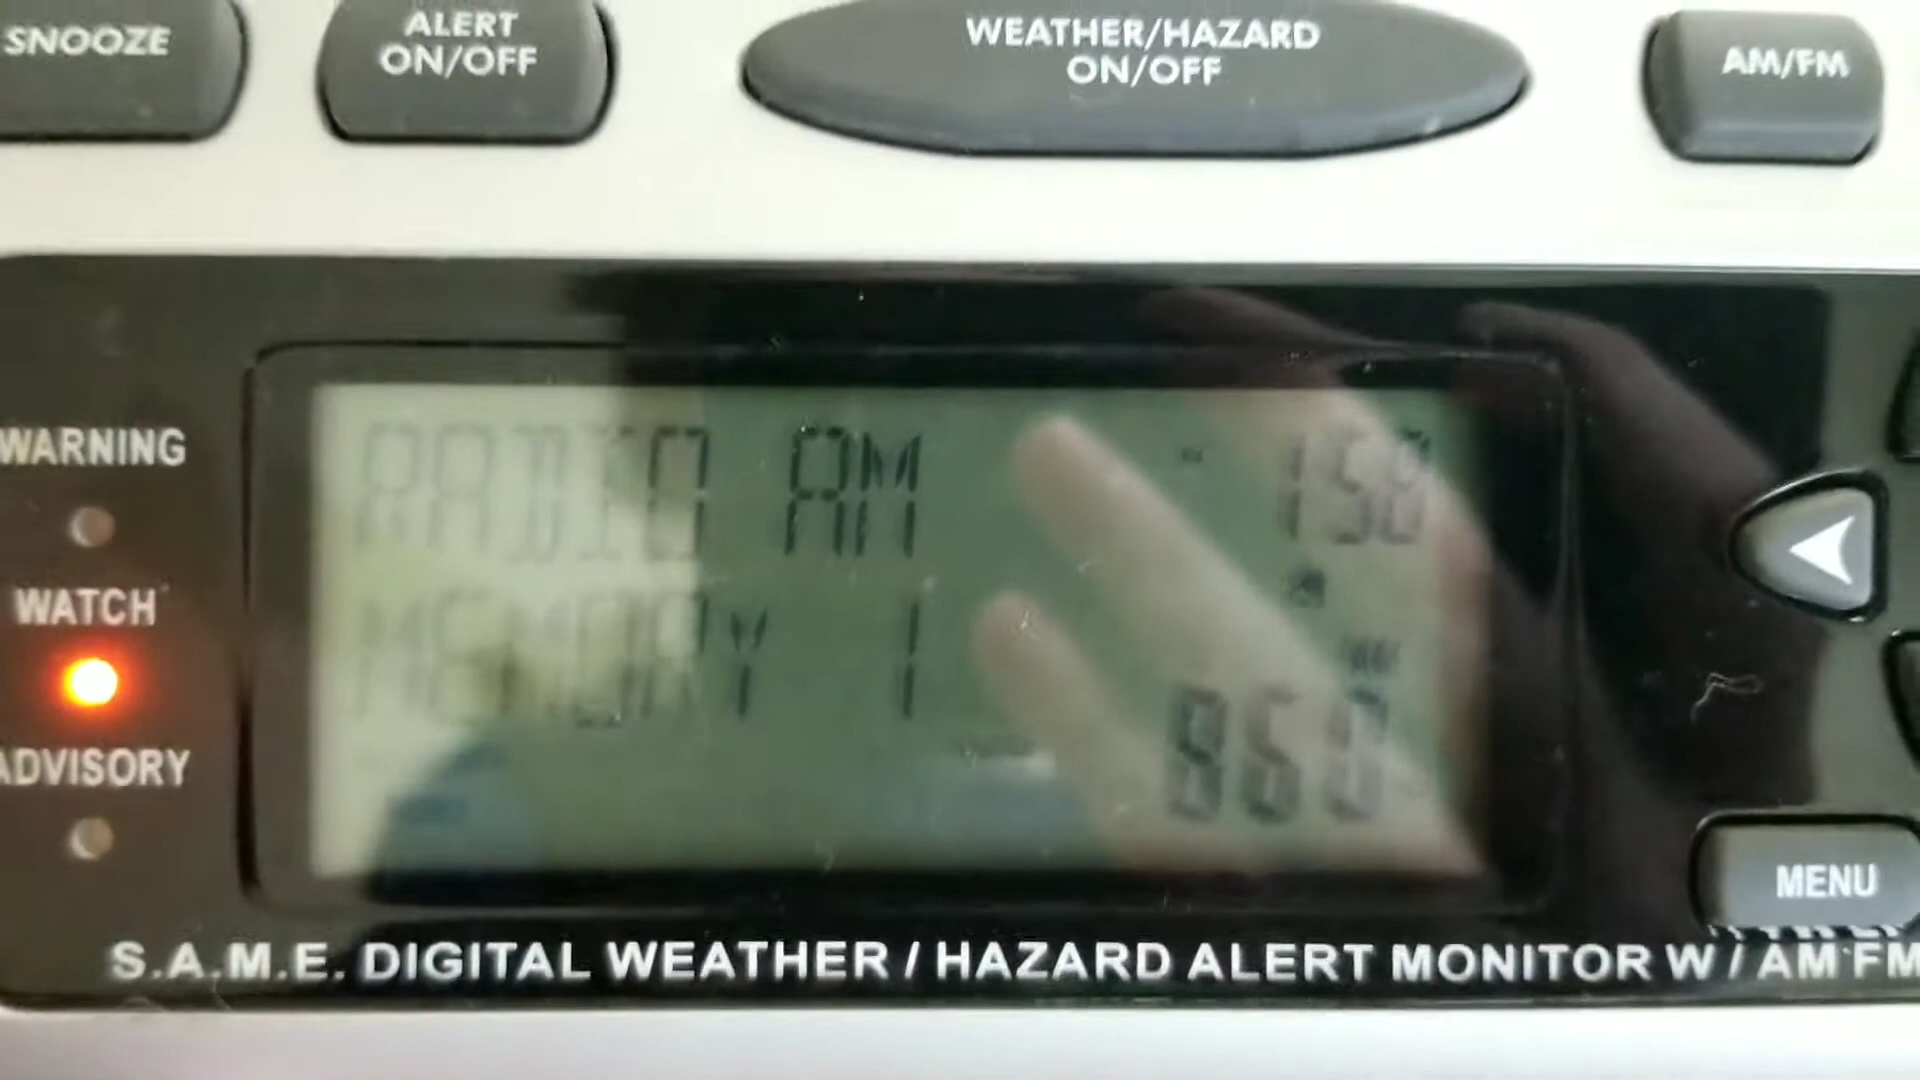 SNOOZE
ALERT
ON/OFF
WEATHER/HAZARD
ON/OFF
AM/FM
WARNING
WATCH
ADVISORY
RADIO AM
MEMORY 1
MENU
S.A.M.E. DIGITAL WEATHER / HAZARD ALERT MONITOR W / AM FM